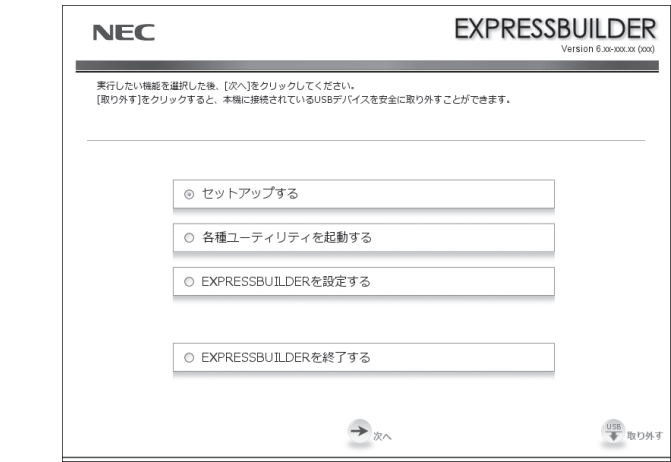 NEC
EXPRESSBUILDER
Version 6.xx-xxx.xx (xxx)
実行したい機能を選択した後、[次へ]をクリックしてください。
[取り外す]をクリックすると、本機に接続されているUSBデバイスを安全に取り外すことができます。
セットアップする
各種ユーティリティを起動する
EXPRESSBUILDERを設定する
EXPRESSBUILDERを終了する
次へ
USB
取り外す